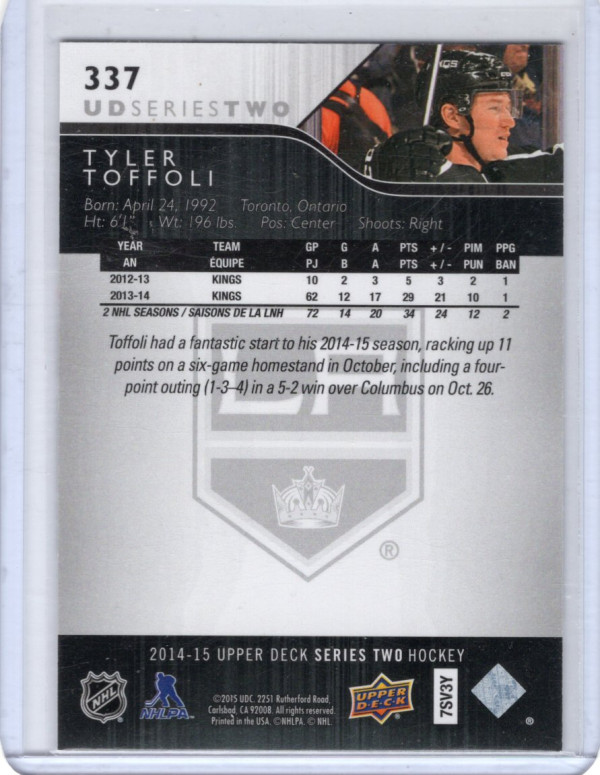 337
UD SERIES TWO
TYLER
TOFFOLI
Born: April 24, 1992 Toronto, Ontario
Ht: 6'1" Wt: 196 lbs. Pos: Center Shoots: Right
YEAR TEAM GP G A PTS +/- PIM PPG
AN ÉQUIPE PJ B A PTS +/- PUN BAN
2012-13 KINGS 10 2 3 5 3 2 1
2013-14 KINGS 62 12 17 29 21 10 1
2 NHL SEASONS / SAISONS DE LA LNH 72 14 20 34 24 12 2
Toffoli had a fantastic start to his 2014-15 season, racking up 11
points on a six-game homestand in October, including a four-
point outing (1-3–4) in a 5-2 win over Columbus on Oct. 26.
LA
®
2014-15 UPPER DECK SERIES TWO HOCKEY
NHL
NHLPA
©2015 UDC. 2251 Rutherford Road,
Carlsbad, CA 92008. All rights reserved.
Printed in the USA. ©NHLPA. © NHL.
UPPER
DECK
7SV3Y
®